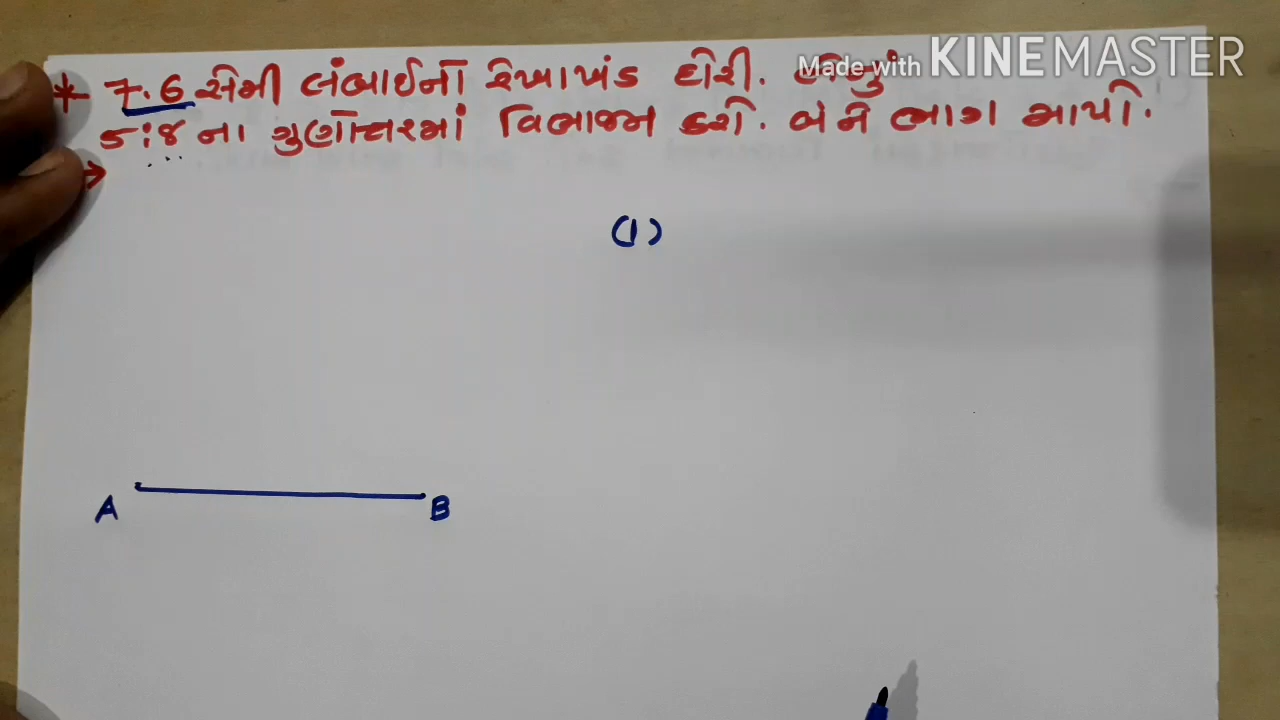 Made with KINEMASTER
* 7.6 સેમી લંબાઈનો રેખાખંડ દોરી.
5:8 ના ગુણોત્તરમાં વિભાજન કરો. બંને ભાગ માપો.
→
(1)
A B